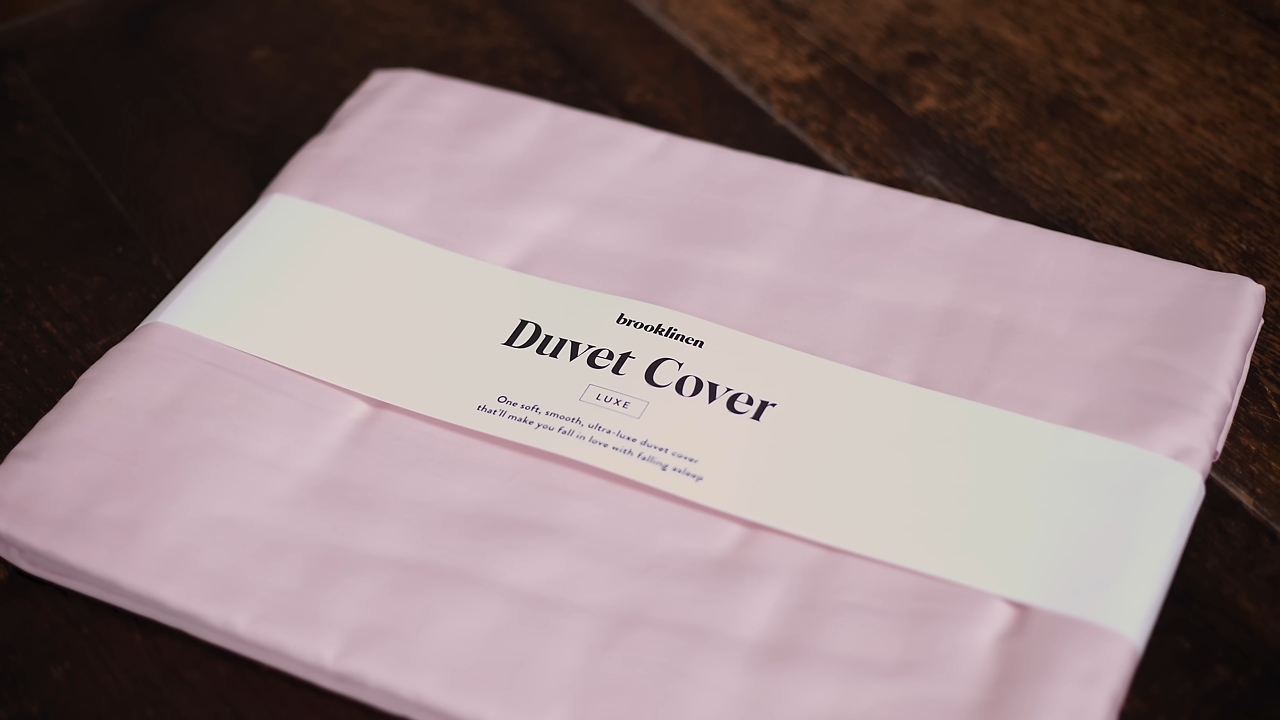 brooklinen
Duvet Cover
LUXE
One soft, smooth, ultra-luxe duvet cover
that'll make you fall in love with falling asleep